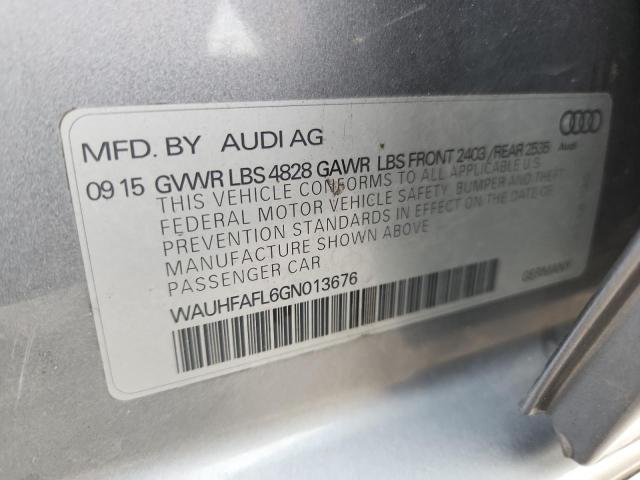 MFD. BY AUDI AG
Audi
09 15 GVWR LBS 4828 GAWR LBS FRONT 2403 / REAR 2535
THIS VEHICLE CONFORMS TO ALL APPLICABLE U.S.
FEDERAL MOTOR VEHICLE SAFETY, BUMPER AND THEFT
PREVENTION STANDARDS IN EFFECT ON THE DATE OF
MANUFACTURE SHOWN ABOVE
PASSENGER CAR
WAUHFAFL6GN013676
GERMANY